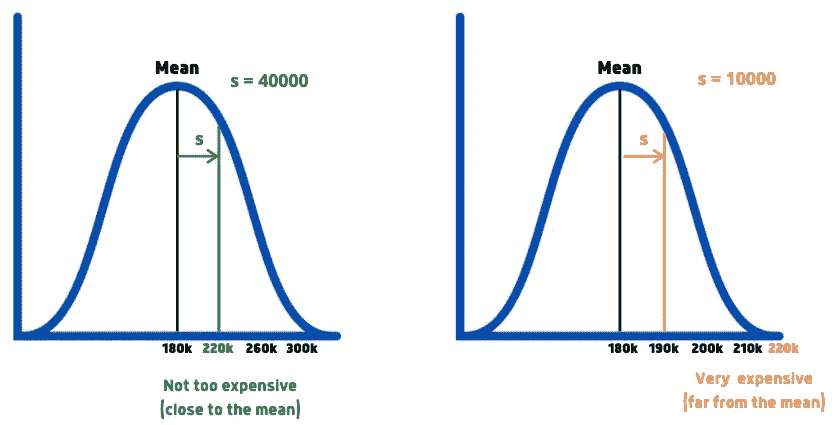 Mean
s = 40000
s
180k 220k 260k 300k
Not too expensive
(close to the mean)
Mean
s = 10000
s
180k 190k 200k 210k 220k
Very expensive
(far from the mean)